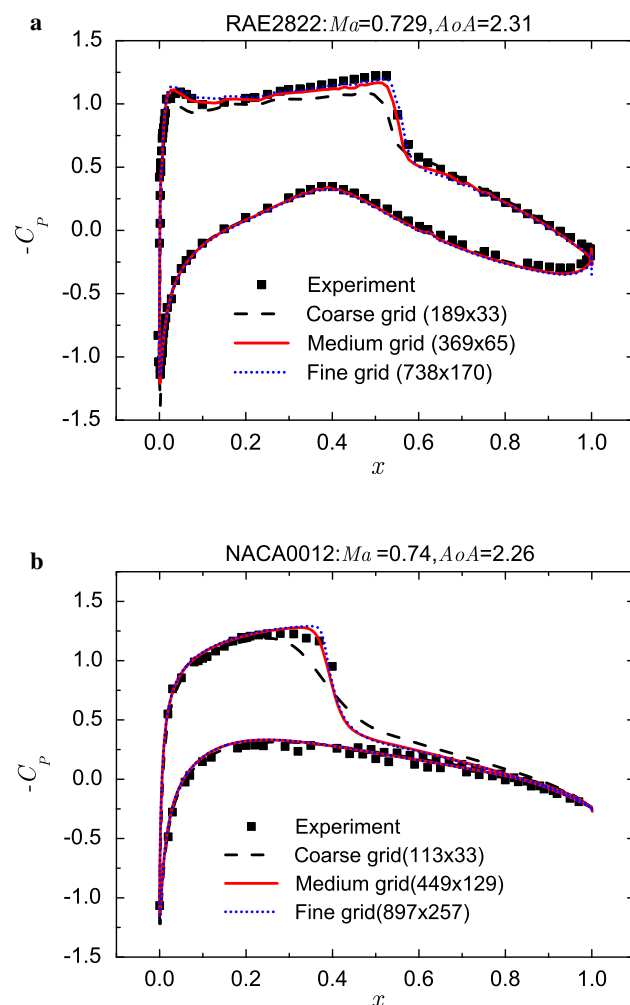 a
RAE2822:Ma=0.729,AoA=2.31
1.5
1.0
0.5
0.0
-0.5
-1.0
-1.5
-C_P
Experiment
Coarse grid (189x33)
Medium grid (369x65)
Fine grid (738x170)
0.0 0.2 0.4 0.6 0.8 1.0
x
b
NACA0012:Ma =0.74,AoA=2.26
1.5
1.0
0.5
0.0
-0.5
-1.0
-1.5
-C_P
Experiment
Coarse grid(113x33)
Medium grid(449x129)
Fine grid(897x257)
0.0 0.2 0.4 0.6 0.8 1.0
x